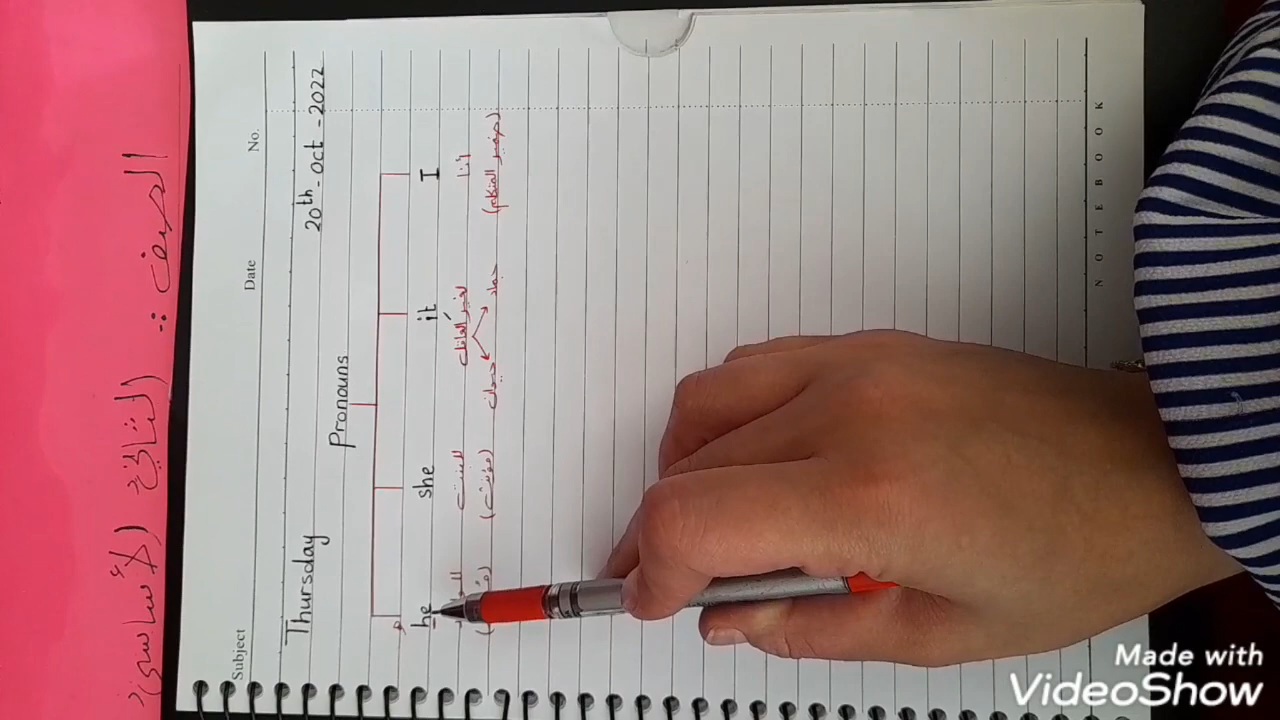 الصف :. الثاني الأساسي
Subject Date No.
Thursday 20th - Oct - 2022
Pronouns
he she it I
للبنت لغير العاقل أنا
(مؤنث) حيوان جماد (ضمير المتكلم)
NOTEBOOK
Made with
VideoShow